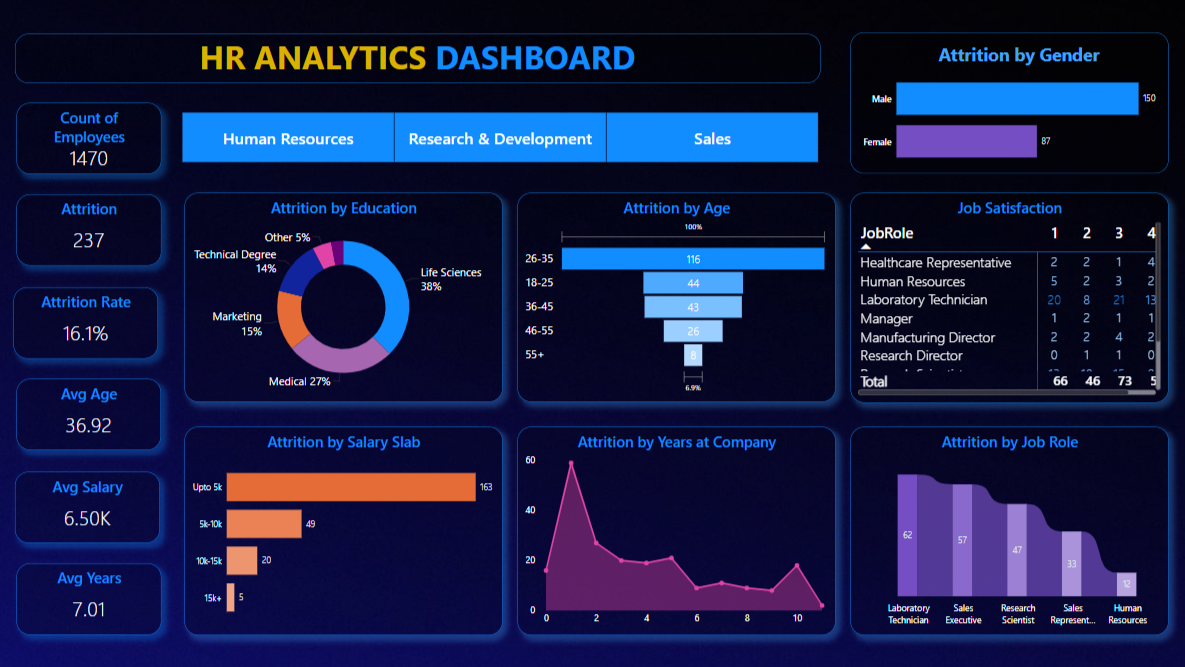 HR ANALYTICS DASHBOARD
Attrition by Gender
Male 150
Female 87
Count of
Employees
1470
Human Resources Research & Development Sales
Attrition
237
Attrition Rate
16.1%
Avg Age
36.92
Avg Salary
6.50K
Avg Years
7.01
Attrition by Education
Other 5%
Technical Degree
14%
Life Sciences
38%
Marketing
15%
Medical 27%
Attrition by Age
100%
26-35 116
18-25 44
36-45 43
46-55 26
55+ 8
6.9%
Job Satisfaction
JobRole 1 2 3 4
Healthcare Representative 2 2 1 4
Human Resources 5 2 3 2
Laboratory Technician 20 8 21 13
Manager 1 2 1 1
Manufacturing Director 2 2 4 2
Research Director 0 1 1 0
Total 66 46 73 5
Attrition by Salary Slab
Upto 5k 163
5k-10k 49
10k-15k 20
15k+ 5
Attrition by Years at Company
60
40
20
0
0 2 4 6 8 10
Attrition by Job Role
62 57 47 33 12
Laboratory Sales Research Sales Human
Technician Executive Scientist Represent... Resources